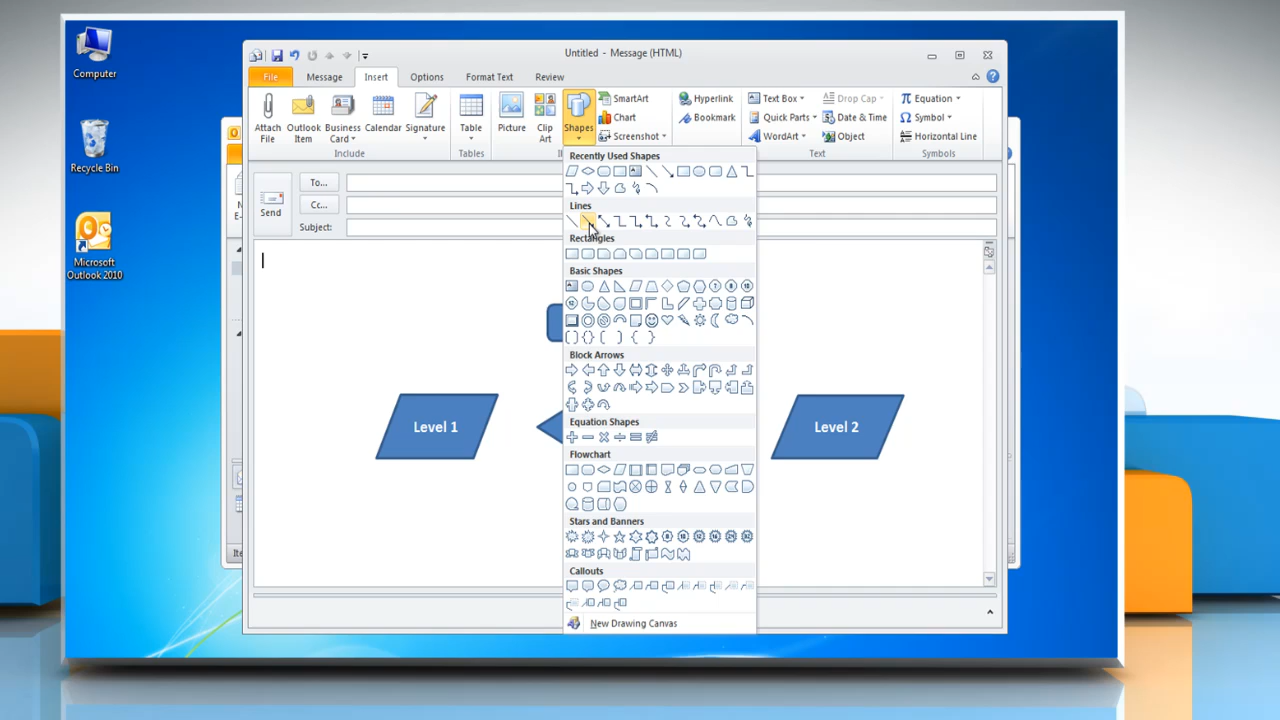 Untitled - Message (HTML)
File Message Insert Options Format Text Review
Attach File
Outlook Item
Business Card
Calendar
Signature
Include
Table
Tables
Picture
Clip Art
Shapes
SmartArt
Chart
Screenshot
Hyperlink
Bookmark
Text Box
Quick Parts
WordArt
Drop Cap
Date & Time
Object
Text
Equation
Symbol
Horizontal Line
Symbols
Send
To...
Cc...
Subject:
Recently Used Shapes
Lines
Rectangles
Basic Shapes
Block Arrows
Equation Shapes
Flowchart
Stars and Banners
Callouts
New Drawing Canvas
Level 1
Level 2
Computer
Recycle Bin
Microsoft
Outlook 2010